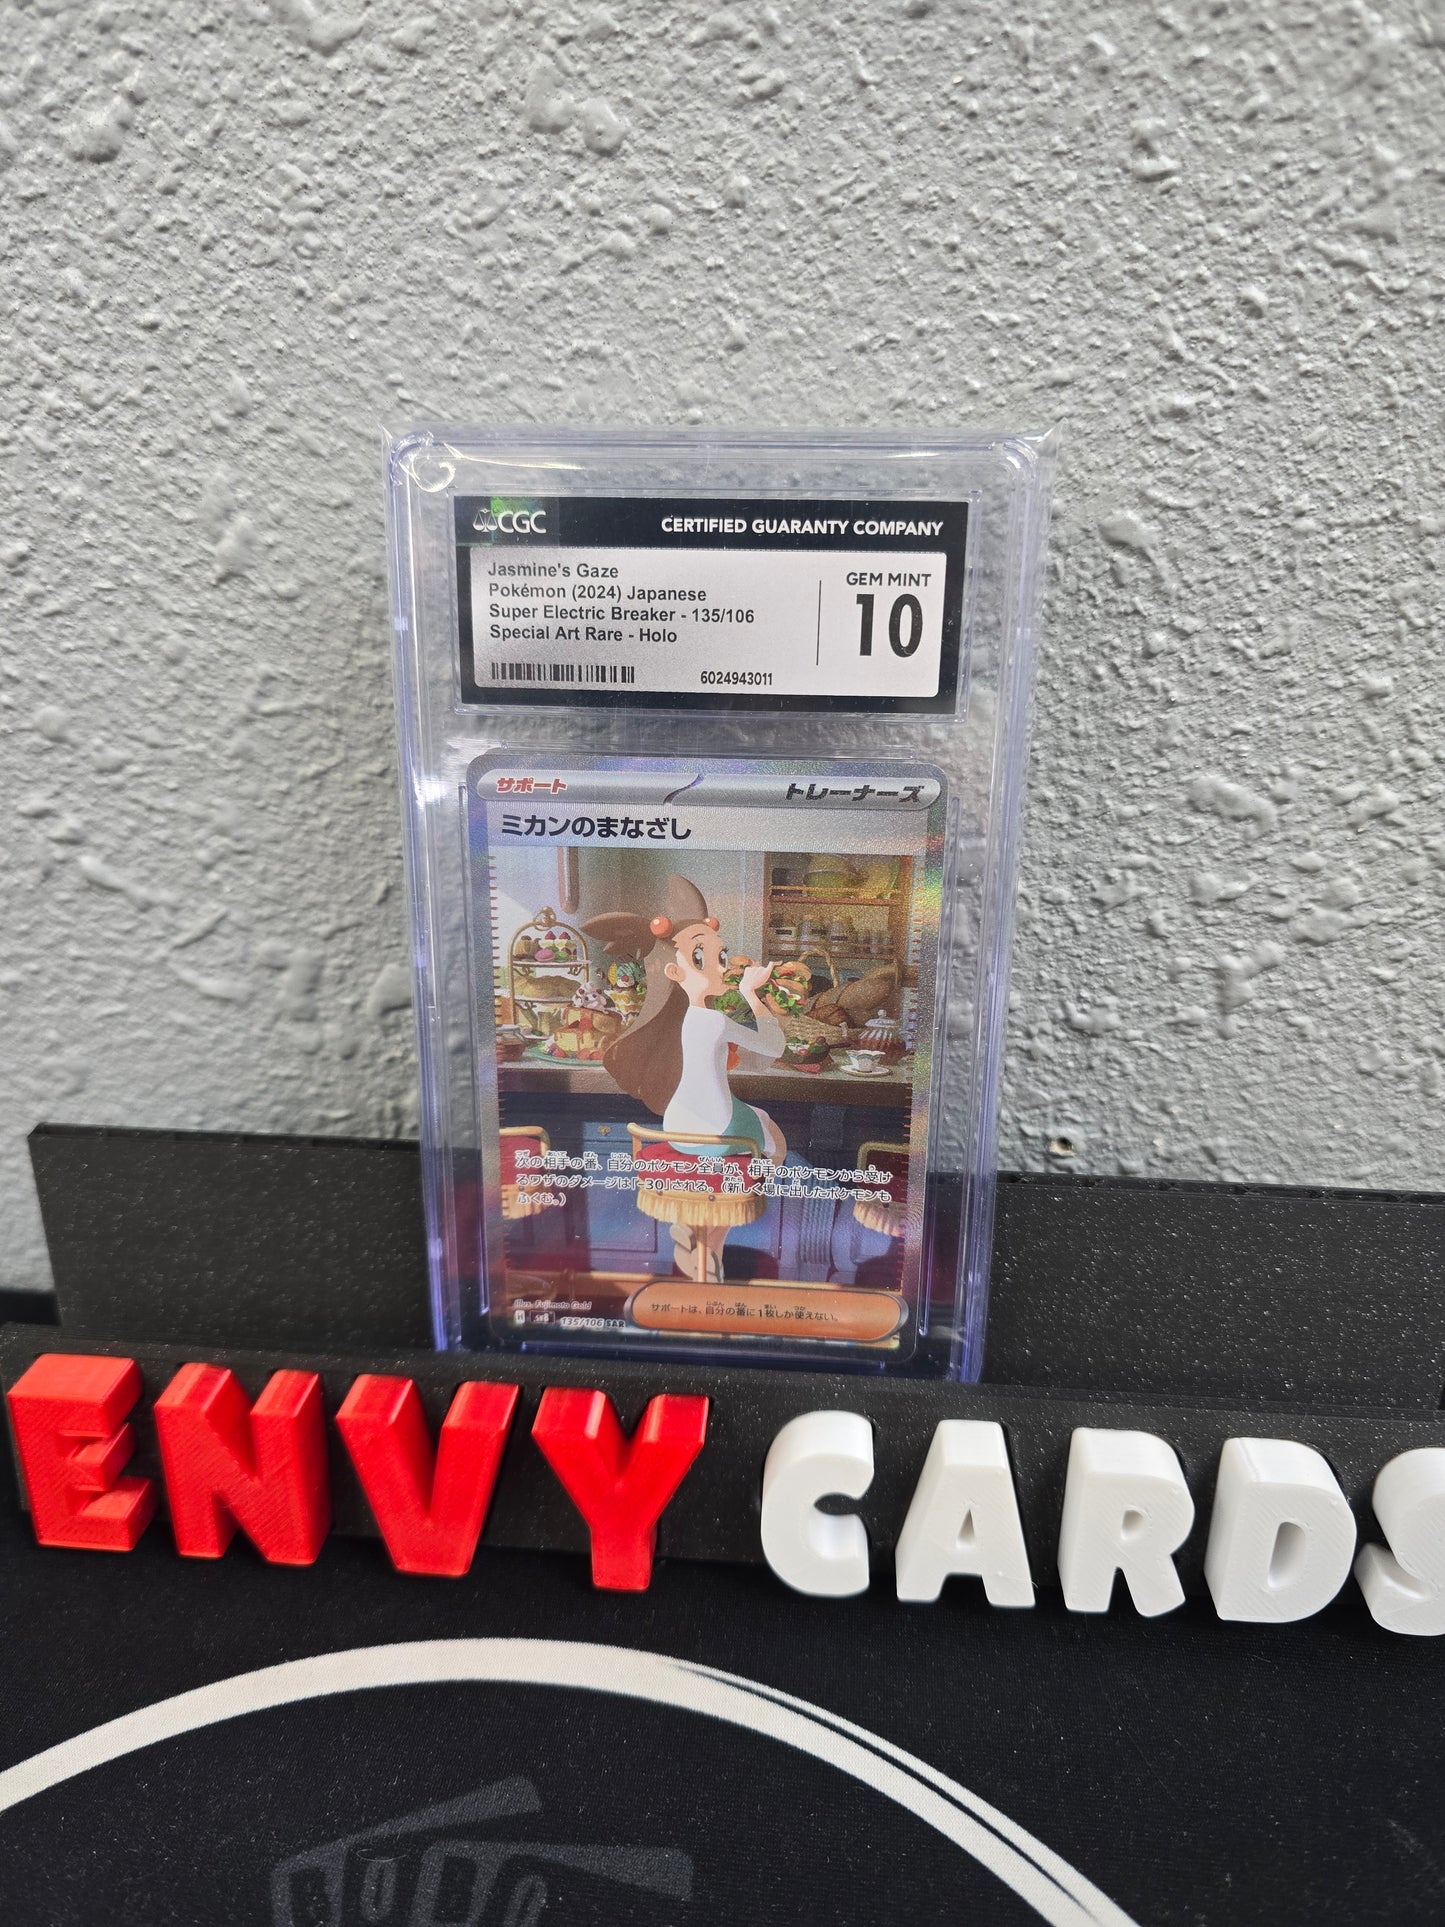 CGC
CERTIFIED GUARANTY COMPANY
Jasmine's Gaze
Pokémon (2024) Japanese
Super Electric Breaker - 135/106
Special Art Rare - Holo
GEM MINT
10
6024943011
サポート
トレーナーズ
ミカンのまなざし
次の相手の番、自分のポケモン全員が、相手のポケモンから受け
るワザのダメージは「-30」される。(新しく場に出したポケモンも
ふくむ。)
サポートは、自分の番に1枚しか使えない。
Illus. Fujimoto Gold
H
135/106 SAR
ENVY CARDS